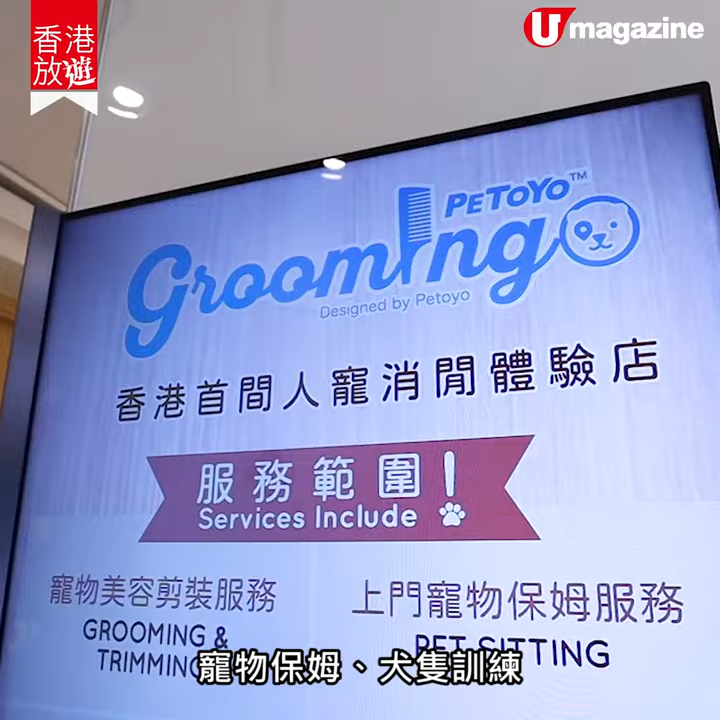 香港
放遊
U magazine
PETOYO™
Grooming
Designed by Petoyo
香港首間人寵消閒體驗店
服務範圍！
Services Include
寵物美容剪裝服務
GROOMING &
TRIMMING
上門寵物保姆服務
PET SITTING
寵物保姆、犬隻訓練